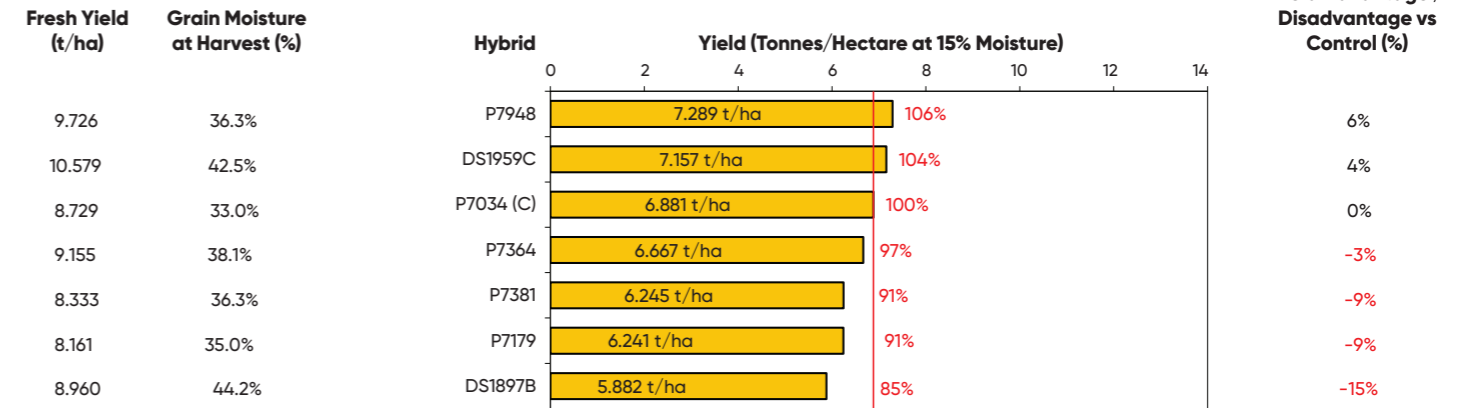 Fresh Yield (t/ha)
Grain Moisture at Harvest (%)
Hybrid
Yield (Tonnes/Hectare at 15% Moisture)
Disadvantage vs Control (%)
0 2 4 6 8 10 12 14
9.726 36.3% P7948 7.289 t/ha 106% 6%
10.579 42.5% DS1959C 7.157 t/ha 104% 4%
8.729 33.0% P7034 (C) 6.881 t/ha 100% 0%
9.155 38.1% P7364 6.667 t/ha 97% -3%
8.333 36.3% P7381 6.245 t/ha 91% -9%
8.161 35.0% P7179 6.241 t/ha 91% -9%
8.960 44.2% DS1897B 5.882 t/ha 85% -15%